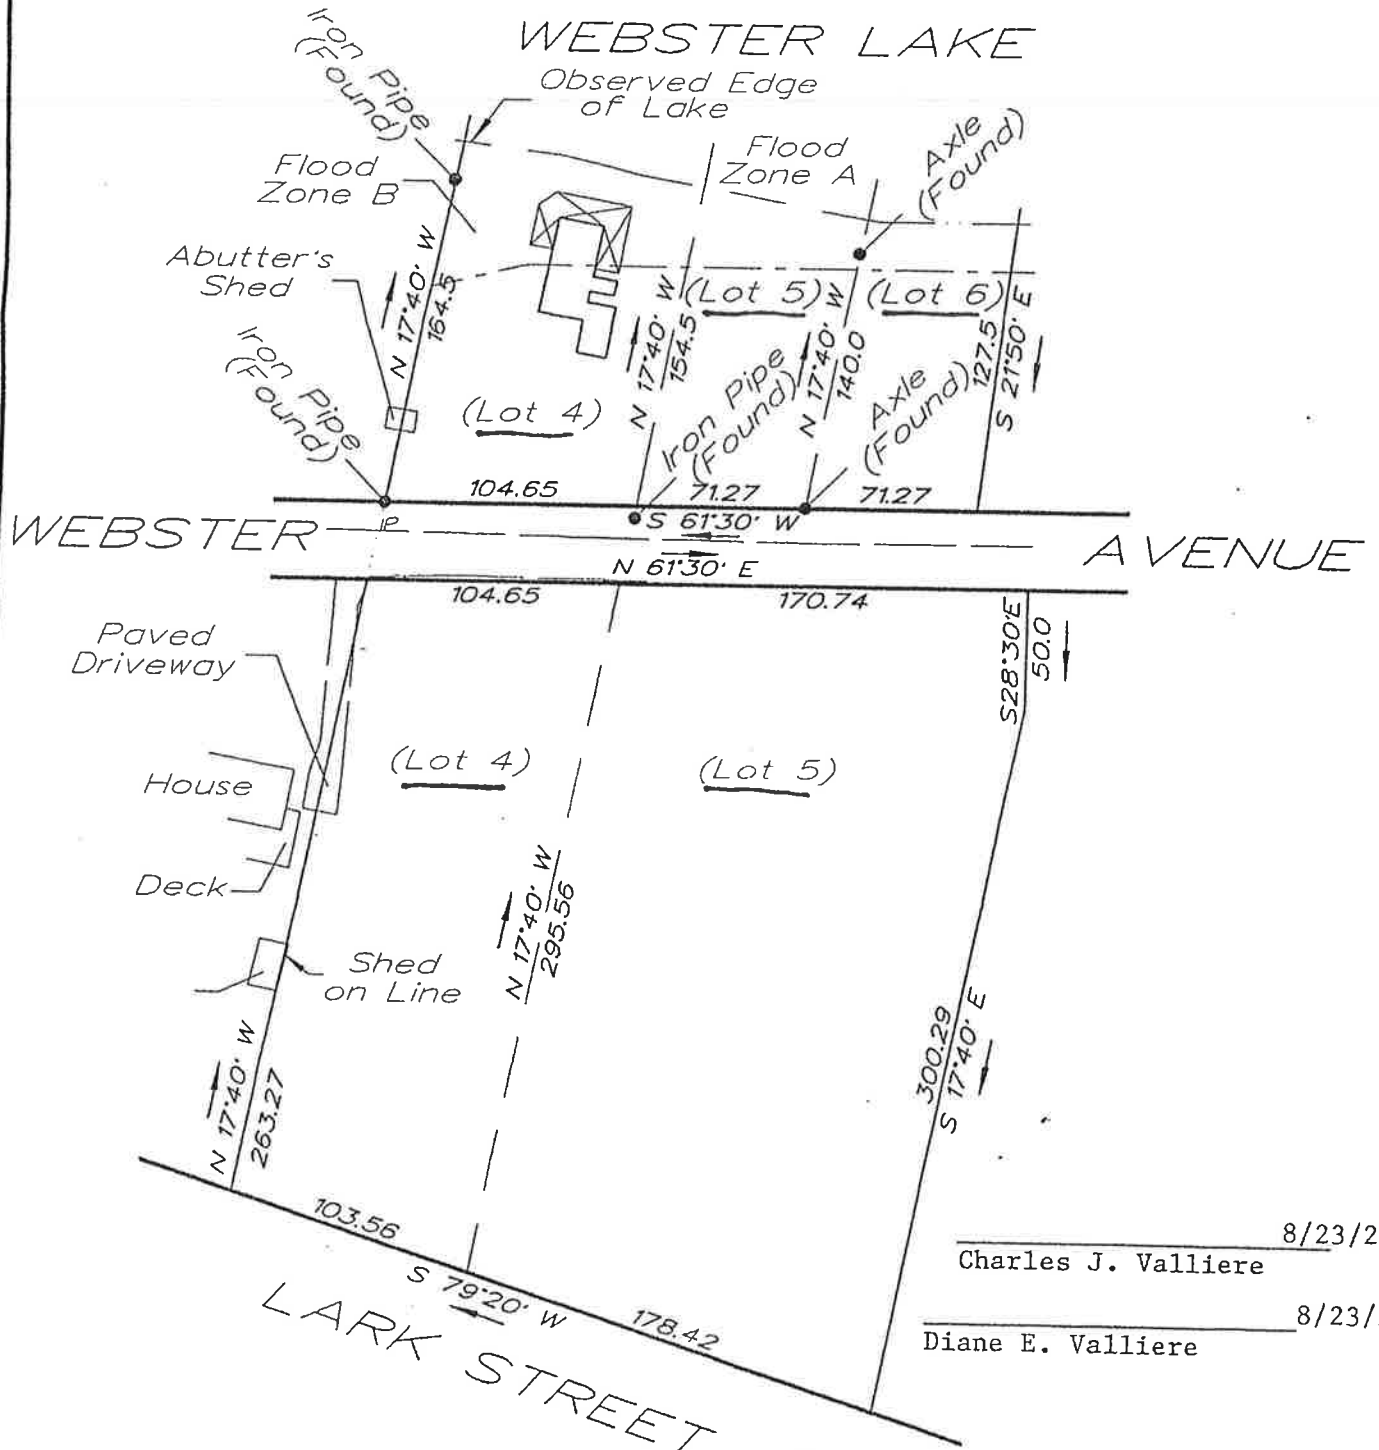 WEBSTER LAKE
Iron Pipe
(Found)
Observed Edge
of Lake
Flood
Zone A
Axle
(Found)
Flood
Zone B
Abutter's
Shed
N 17°40' W
164.5
Iron Pipe
(Found)
(Lot 4)
N 17°40' W
154.5
(Lot 5)
N 17°40' W
140.0
(Lot 6)
127.5
S 21°50' E
Iron Pipe
(Found)
Axle
(Found)
104.65
71.27
71.27
WEBSTER AVENUE
S 61°30' W
N 61°30' E
104.65
170.74
S28°30'E
50.0
Paved
Driveway
House
Deck
(Lot 4)
(Lot 5)
N 17°40' W
295.56
Shed
on Line
N 17°40' W
263.27
300.29
S 17°40' E
103.56
S 79°20' W
178.42
LARK STREET
8/23/2
Charles J. Valliere
8/23/
Diane E. Valliere